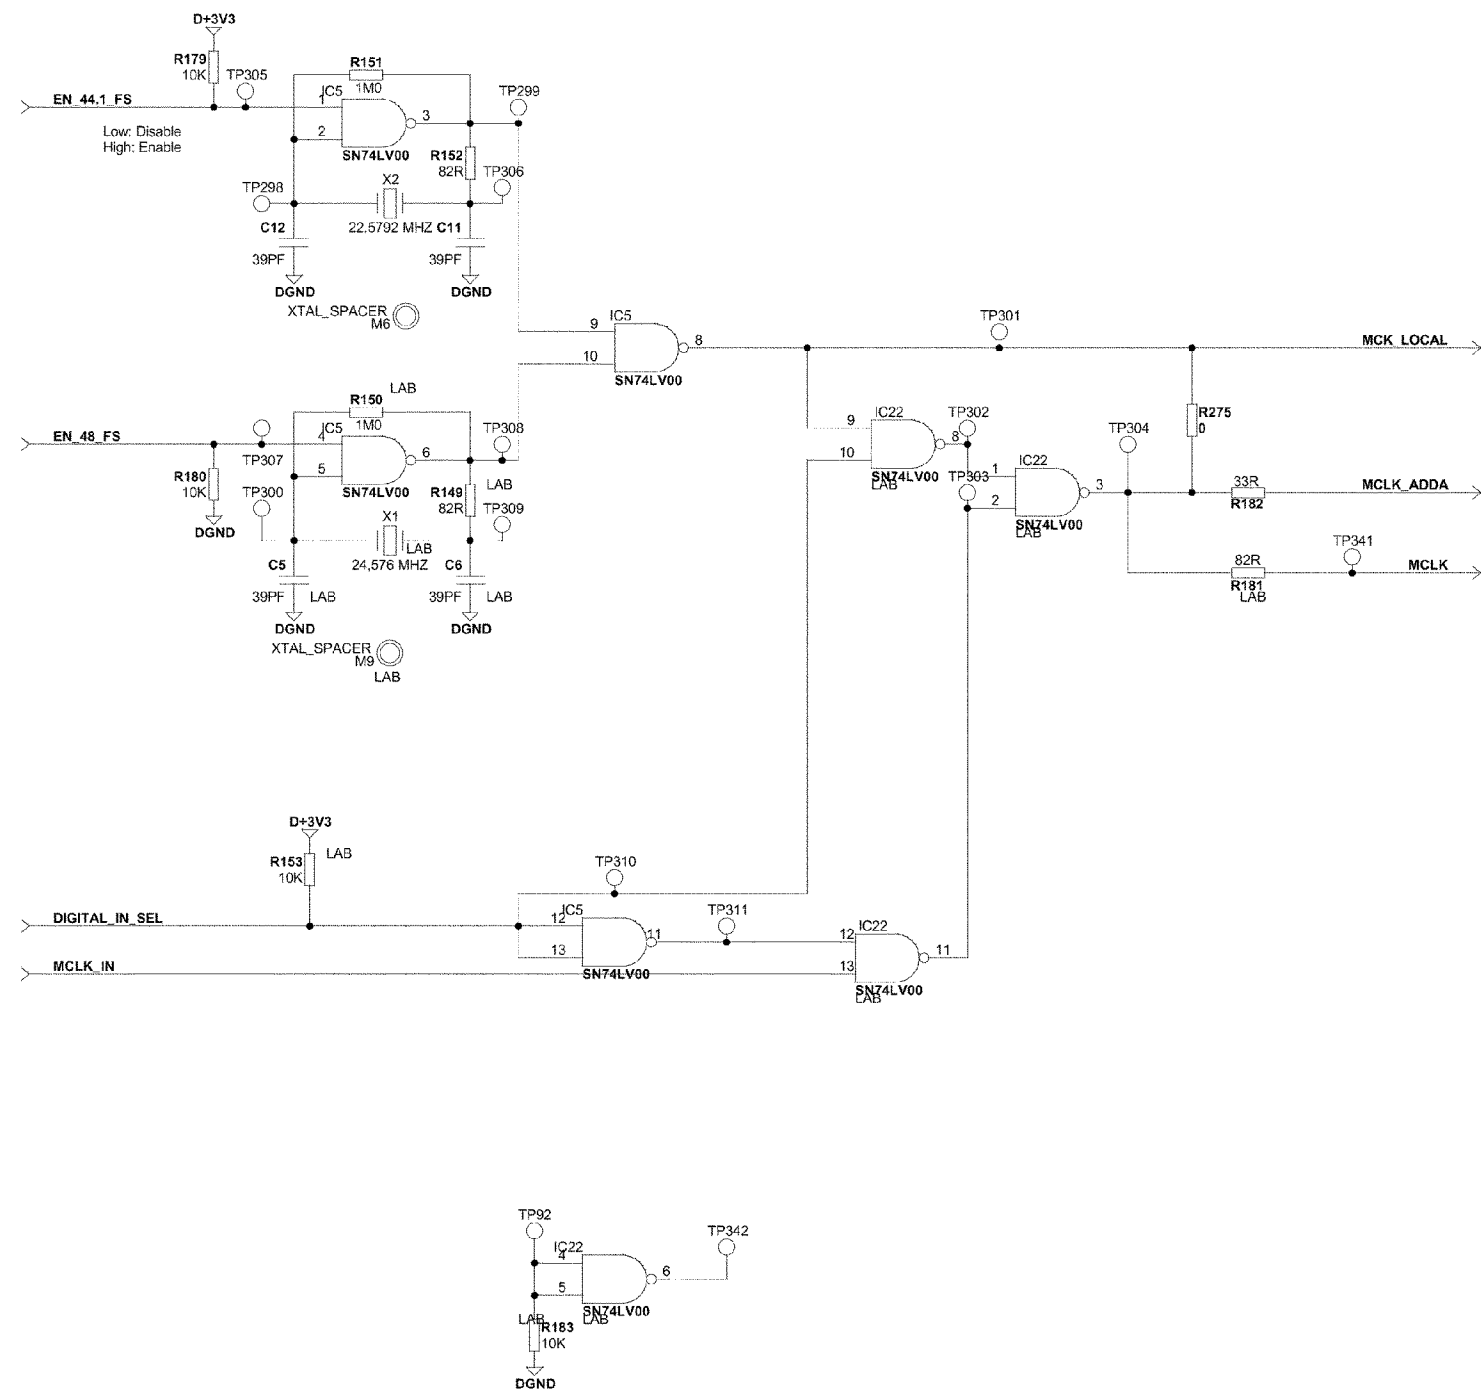 D+3V3
R179
10K
TP305
EN_44.1_FS
Low: Disable
High: Enable
R151
1M0
IC5
1
2
3
SN74LV00
TP299
R152
82R
TP306
TP298
X2
22.5792 MHZ
C12
39PF
DGND
C11
39PF
DGND
XTAL_SPACER
M6
IC5
9
10
8
SN74LV00
TP301
MCK_LOCAL
LAB
R150
1M0
EN_48_FS
TP307
IC5
4
5
6
SN74LV00
TP308
LAB
R180
10K
DGND
TP300
R149
82R
TP309
X1
LAB
24,576 MHZ
C5
39PF
LAB
DGND
C6
39PF
LAB
DGND
XTAL_SPACER
M9
LAB
IC22
9
10
8
SN74LV00
LAB
TP302
TP303
IC22
1
2
3
SN74LV00
LAB
TP304
R275
0
33R
R182
MCLK_ADDA
82R
R181
LAB
TP341
MCLK
D+3V3
R153
10K
LAB
TP310
DIGITAL_IN_SEL
MCLK_IN
IC5
12
13
11
SN74LV00
TP311
IC22
12
13
11
SN74LV00
LAB
TP92
IC22
4
5
6
SN74LV00
LAB
TP342
LAB
R183
10K
DGND